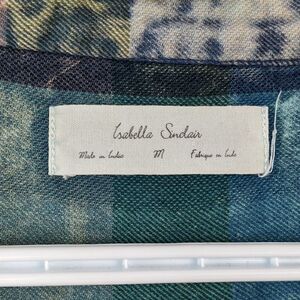 Isabella Sinclair
Made in India M Fabriqué en Inde